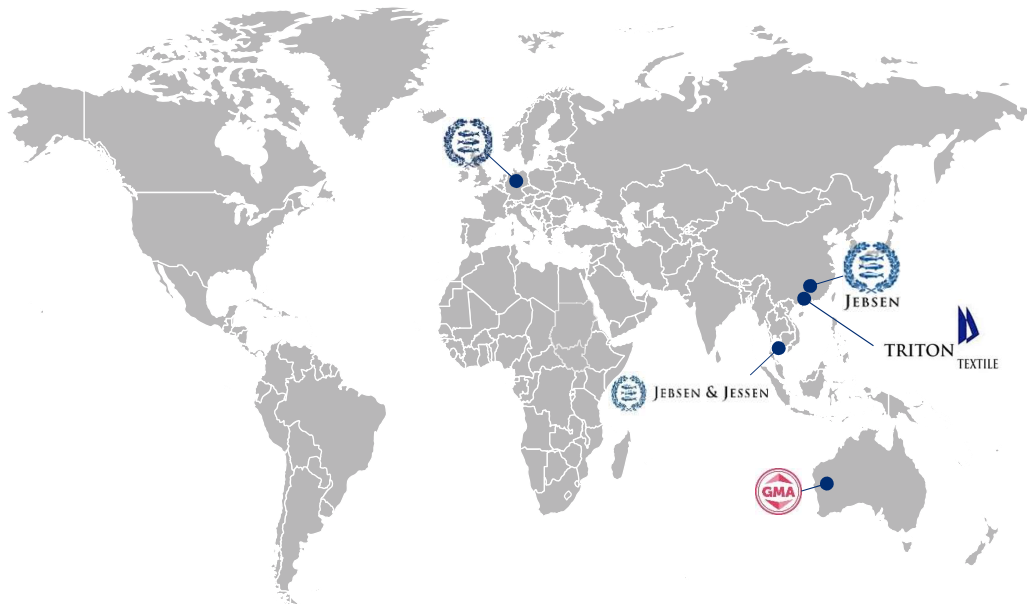 JEBSEN
TRITON
TEXTILE
JEBSEN & JESSEN
GMA